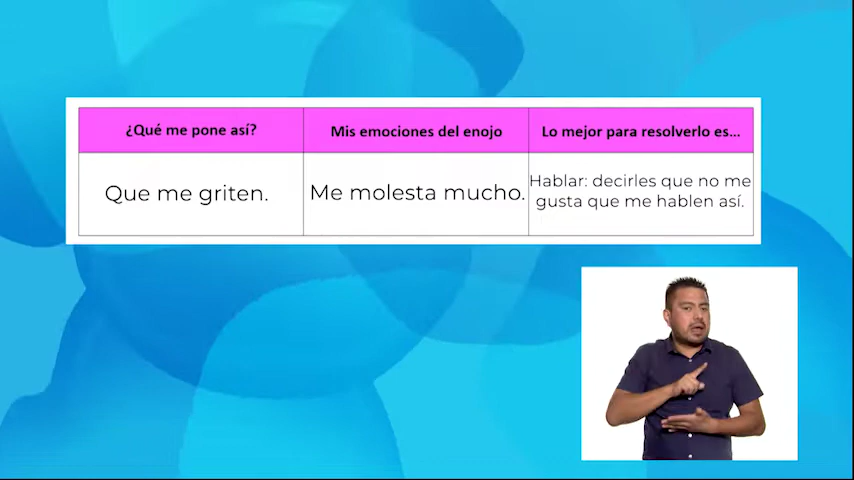 ¿Qué me pone así?
Mis emociones del enojo
Lo mejor para resolverlo es...
Que me griten.
Me molesta mucho.
Hablar: decirles que no me
gusta que me hablen así.